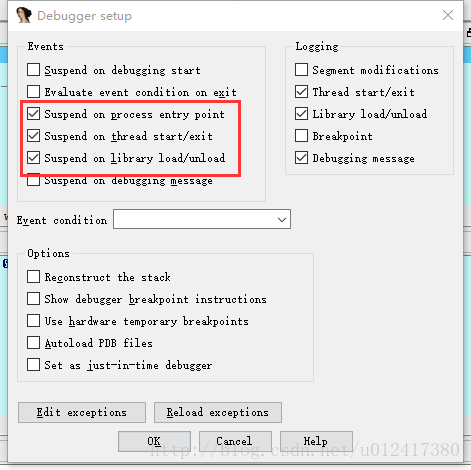 Debugger setup
Events
Suspend on debugging start
Evaluate event condition on exit
Suspend on process entry point
Suspend on thread start/exit
Suspend on library load/unload
Suspend on debugging message
Logging
Segment modifications
Thread start/exit
Library load/unload
Breakpoint
Debugging message
Event condition
Options
Reconstruct the stack
Show debugger breakpoint instructions
Use hardware temporary breakpoints
Autoload PDB files
Set as just-in-time debugger
Edit exceptions
Reload exceptions
OK
Cancel
Help
http://blog.csdn.net/u012417380